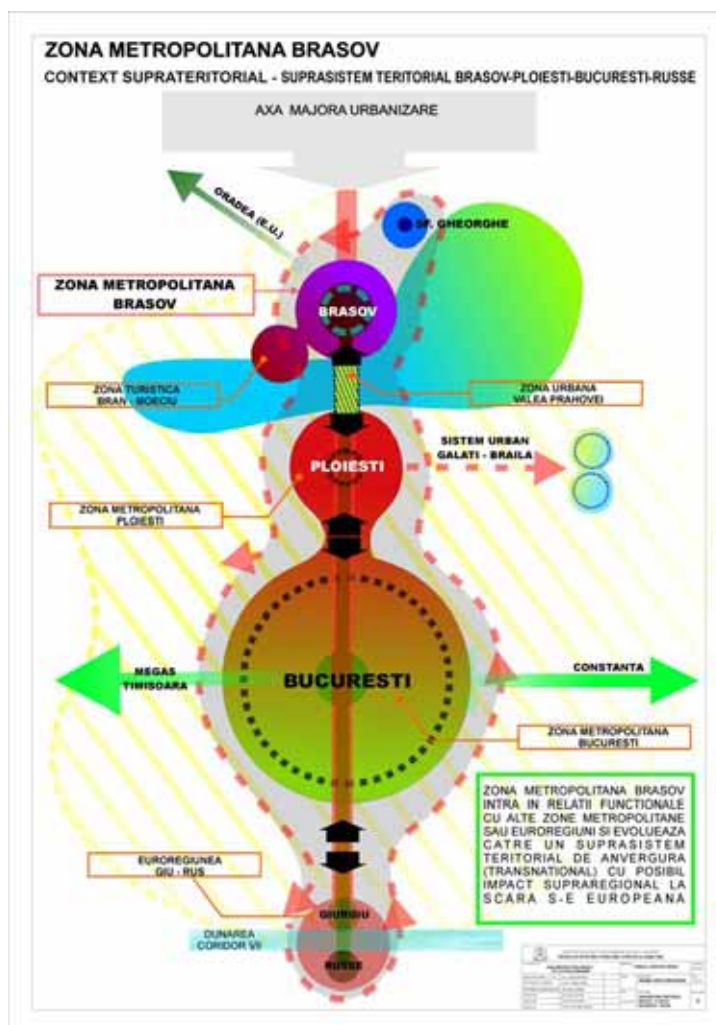 ZONA METROPOLITANA BRASOV
CONTEXT SUPRATERITORIAL - SUPRASISTEM TERITORIAL BRASOV-PLOIESTI-BUCURESTI-RUSSE
AXA MAJORA URBANIZARE
ORADEA (E.U.)
SF. GHEORGHE
ZONA METROPOLITANA
BRASOV
BRASOV
ZONA TURISTICA
BRAN - MOECIU
ZONA URBANA
VALEA PRAHOVEI
SISTEM URBAN
GALATI - BRAILA
PLOIESTI
ZONA METROPOLITANA
PLOIESTI
MEGAS
TIMISOARA
BUCURESTI
CONSTANTA
ZONA METROPOLITANA
BUCURESTI
ZONA METROPOLITANA BRASOV
INTRA IN RELATII FUNCTIONALE
CU ALTE ZONE METROPOLITANE
SAU EUROREGIUNI SI EVOLUEAZA
CATRE UN SUPRASISTEM
TERITORIAL DE ANVERGURA
(TRANSNATIONAL) CU POSIBIL
IMPACT SUPRAREGIONAL LA
SCARA S-E EUROPEANA
EUROREGIUNEA
GIU - RUS
GIURGIU
DUNAREA
CORIDOR VII
RUSSE